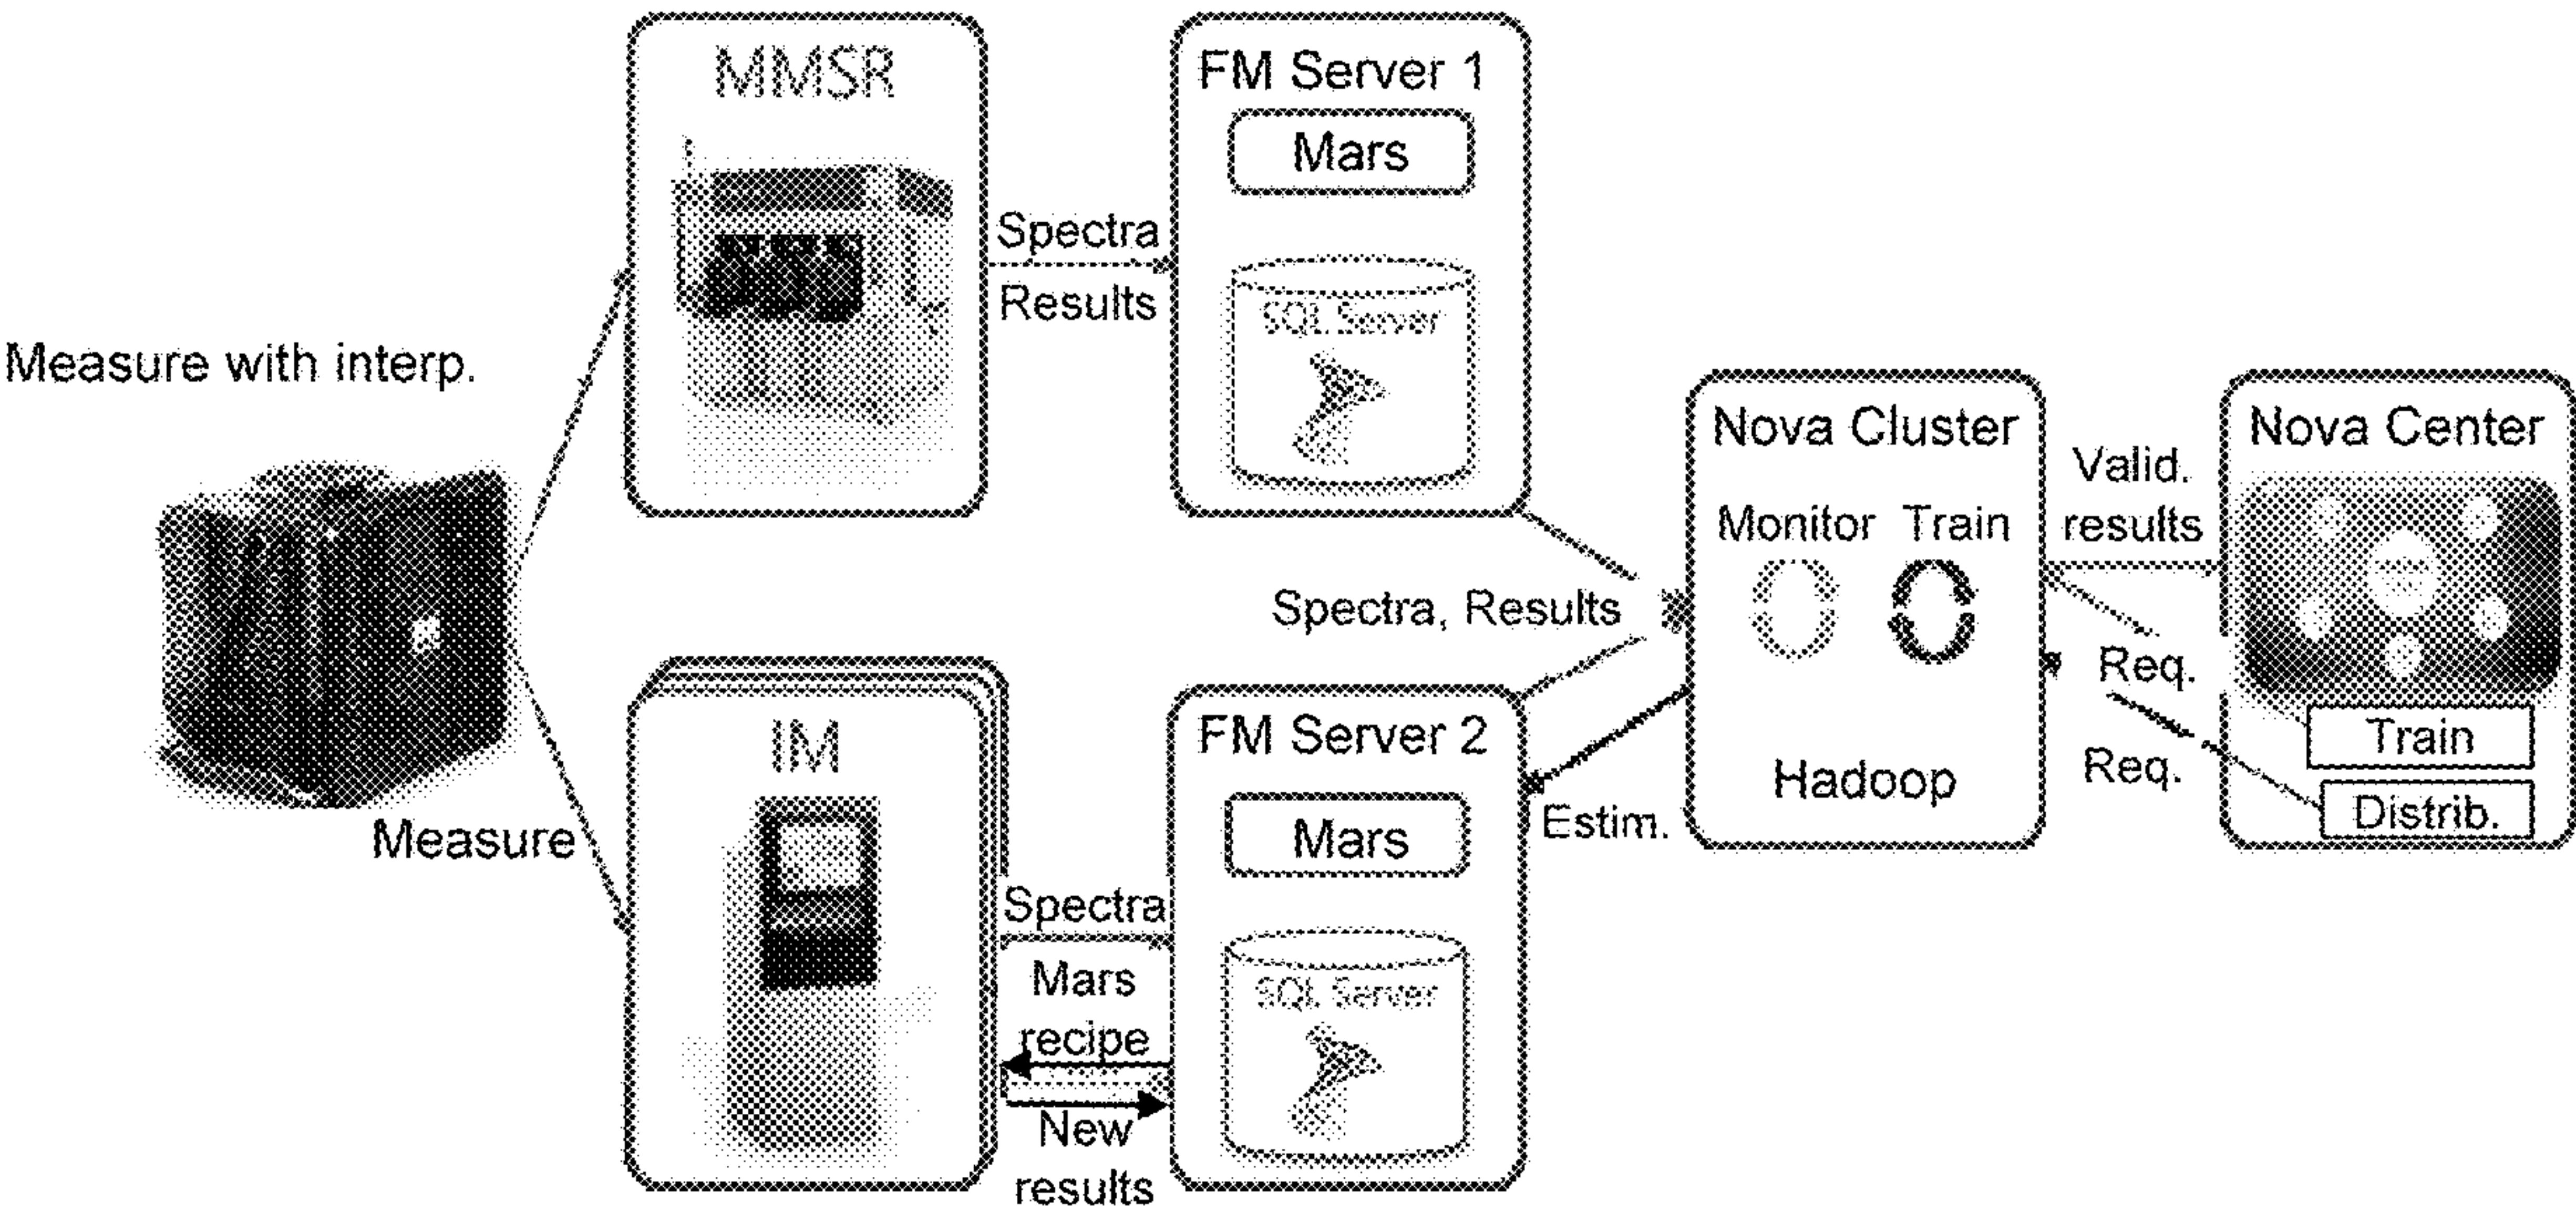 MMSR
FM Server 1
Mars
Spectra
Results
SQL Server
Measure with interp.
Nova Cluster
Monitor Train
Hadoop
Valid.
results
Nova Center
Req.
Req.
Train
Distrib.
Spectra, Results
Estim.
Measure
IM
FM Server 2
Mars
Spectra
Mars
recipe
New
results
SQL Server